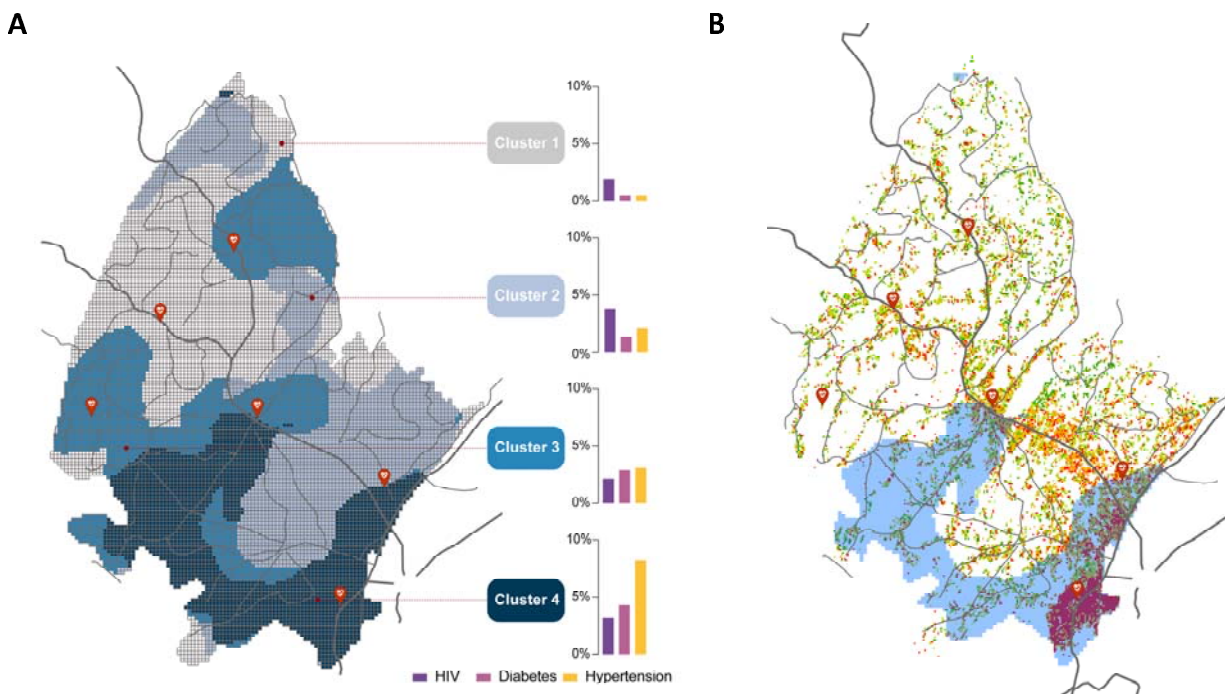 A
B
10%
5%
0%
Cluster 1
10%
5%
0%
Cluster 2
10%
5%
0%
Cluster 3
10%
5%
0%
Cluster 4
HIV Diabetes Hypertension